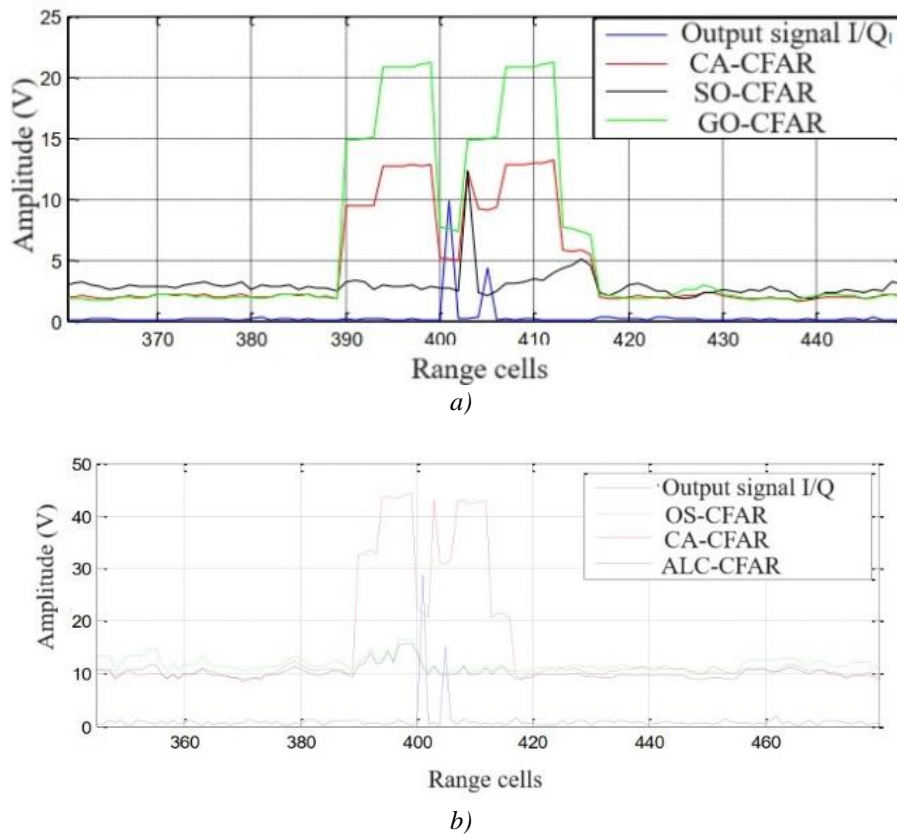 25
20
15
10
5
0
Amplitude (V)
Output signal I/Q
CA-CFAR
SO-CFAR
GO-CFAR
370 380 390 400 410 420 430 440
Range cells
a)
50
40
30
20
10
0
Amplitude (V)
Output signal I/Q
OS-CFAR
CA-CFAR
ALC-CFAR
360 380 400 420 440 460
Range cells
b)